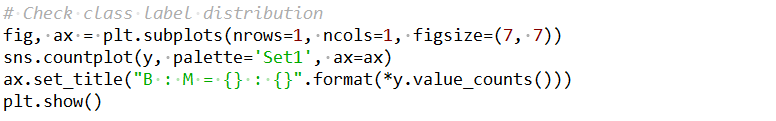 # Check class label distribution
fig, ax = plt.subplots(nrows=1, ncols=1, figsize=(7, 7))
sns.countplot(y, palette='Set1', ax=ax)
ax.set_title("B : M = {} : {}".format(*y.value_counts()))
plt.show()